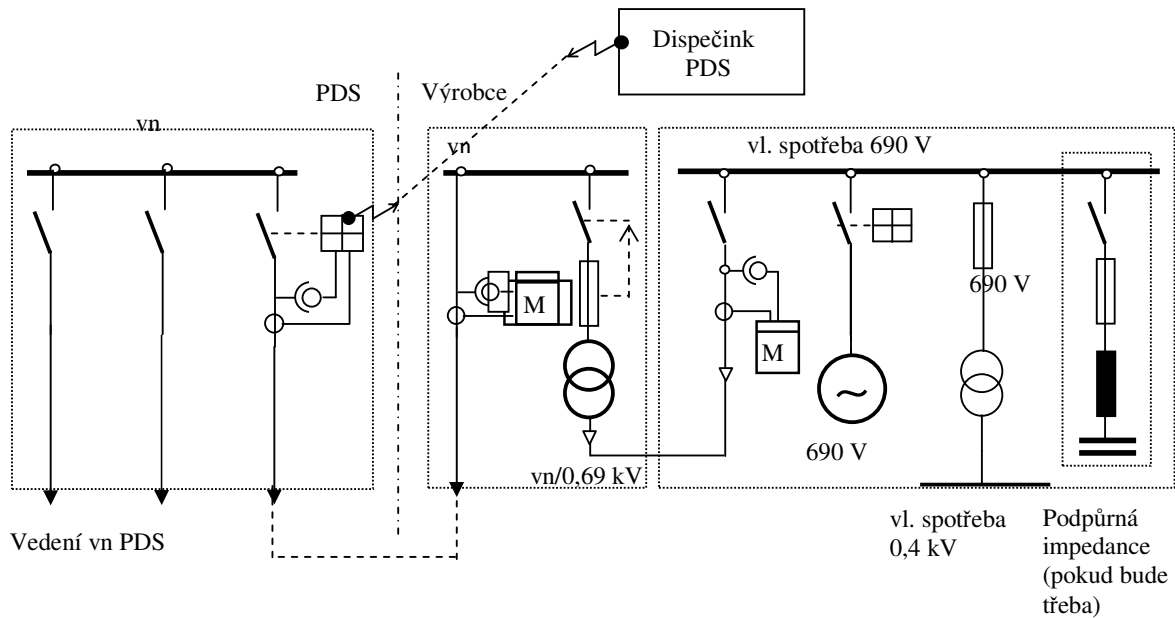 Dispečink
PDS
PDS
Výrobce
vn
vn
vl. spotřeba 690 V
690 V
M
M
690 V
vn/0,69 kV
vl. spotřeba
0,4 kV
Podpůrná
impedance
(pokud bude
třeba)
Vedení vn PDS